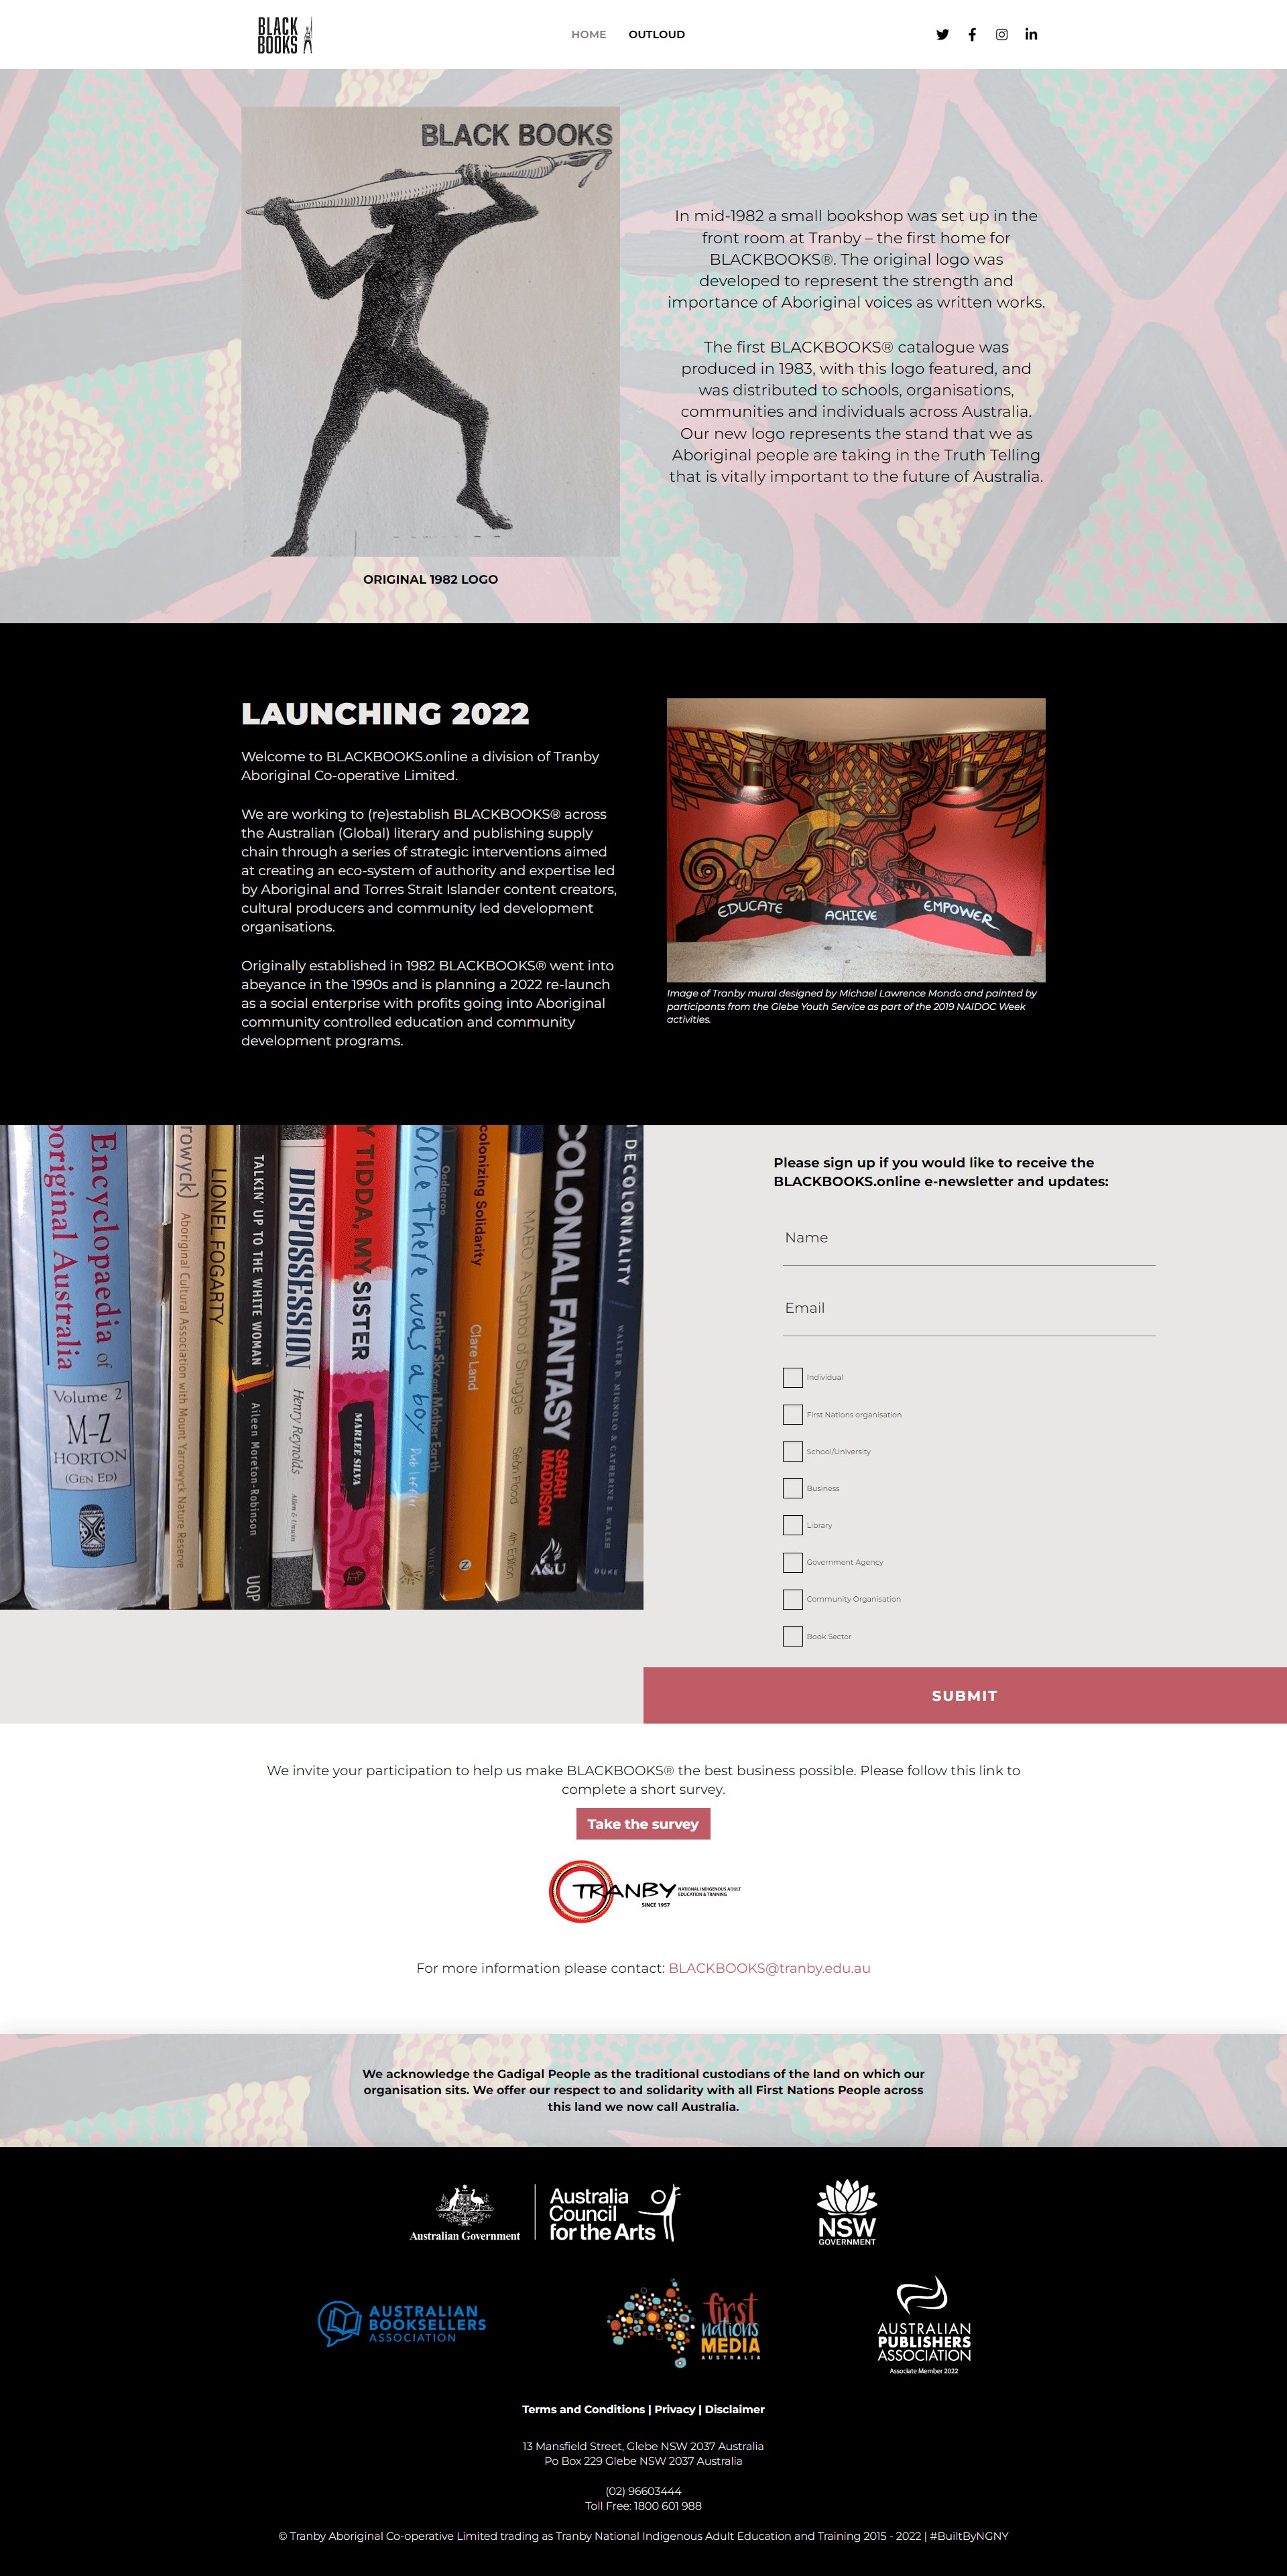 BLACK
BOOKS
HOME
OUTLOUD
BLACK BOOKS
ORIGINAL 1982 LOGO
In mid-1982 a small bookshop was set up in the
front room at Tranby – the first home for
BLACKBOOKS®. The original logo was
developed to represent the strength and
importance of Aboriginal voices as written works.
The first BLACKBOOKS® catalogue was
produced in 1983, with this logo featured, and
was distributed to schools, organisations,
communities and individuals across Australia.
Our new logo represents the stand that we as
Aboriginal people are taking in the Truth Telling
that is vitally important to the future of Australia.
LAUNCHING 2022
Welcome to BLACKBOOKS.online a division of Tranby
Aboriginal Co-operative Limited.
We are working to (re)establish BLACKBOOKS® across
the Australian (Global) literary and publishing supply
chain through a series of strategic interventions aimed
at creating an eco-system of authority and expertise led
by Aboriginal and Torres Strait Islander content creators,
cultural producers and community led development
organisations.
Originally established in 1982 BLACKBOOKS® went into
abeyance in the 1990s and is planning a 2022 re-launch
as a social enterprise with profits going into Aboriginal
community controlled education and community
development programs.
EDUCATE
ACHIEVE
EMPOWER
Image of Tranby mural designed by Michael Lawrence Mondo and painted by
participants from the Glebe Youth Service as part of the 2019 NAIDOC Week
activities.
Encyclopaedia of
boriginal Australia
Volume 2
M-Z
HORTON
(GEN ED)
rowyck) Aboriginal Cultural Association with Mount Yarrowyck Nature Reserve
LIONEL FOGARTY
TALKIN' UP TO THE WHITE WOMAN
Aileen Moreton-Robinson
UQP
DISPOSSESSION
Henry Reynolds
Allen & Unwin
Y TIDDA, MY SISTER
MARLEE SILVA
once there was a boy
Dub Leffler
Oodgeroo
Father Sky and Mother Earth
WILEY
colonizing Solidarity
Clare Land
Z
MABO A Symbol of Struggle
Seán Flood
4th Edition
COLONIAL FANTASY
SARAH
MADDISON
A&U
DECOLONIALITY
WALTER D. MIGNOLO & CATHERINE E. WALSH
DUKE
Please sign up if you would like to receive the
BLACKBOOKS.online e-newsletter and updates:
Name
Email
Individual
First Nations organisation
School/University
Business
Library
Government Agency
Community Organisation
Book Sector
SUBMIT
We invite your participation to help us make BLACKBOOKS® the best business possible. Please follow this link to
complete a short survey.
Take the survey
TRANBY
NATIONAL INDIGENOUS ADULT
EDUCATION & TRAINING
SINCE 1957
For more information please contact: BLACKBOOKS@tranby.edu.au
We acknowledge the Gadigal People as the traditional custodians of the land on which our
organisation sits. We offer our respect to and solidarity with all First Nations People across
this land we now call Australia.
Australian Government
Australia
Council
for the Arts
NSW
GOVERNMENT
AUSTRALIAN
BOOKSELLERS
ASSOCIATION
first
nations
MEDIA
AUSTRALIA
AUSTRALIAN
PUBLISHERS
ASSOCIATION
Associate Member 2022
Terms and Conditions | Privacy | Disclaimer
13 Mansfield Street, Glebe NSW 2037 Australia
Po Box 229 Glebe NSW 2037 Australia
(02) 96603444
Toll Free: 1800 601 988
© Tranby Aboriginal Co-operative Limited trading as Tranby National Indigenous Adult Education and Training 2015 - 2022 | #BuiltByNGNY